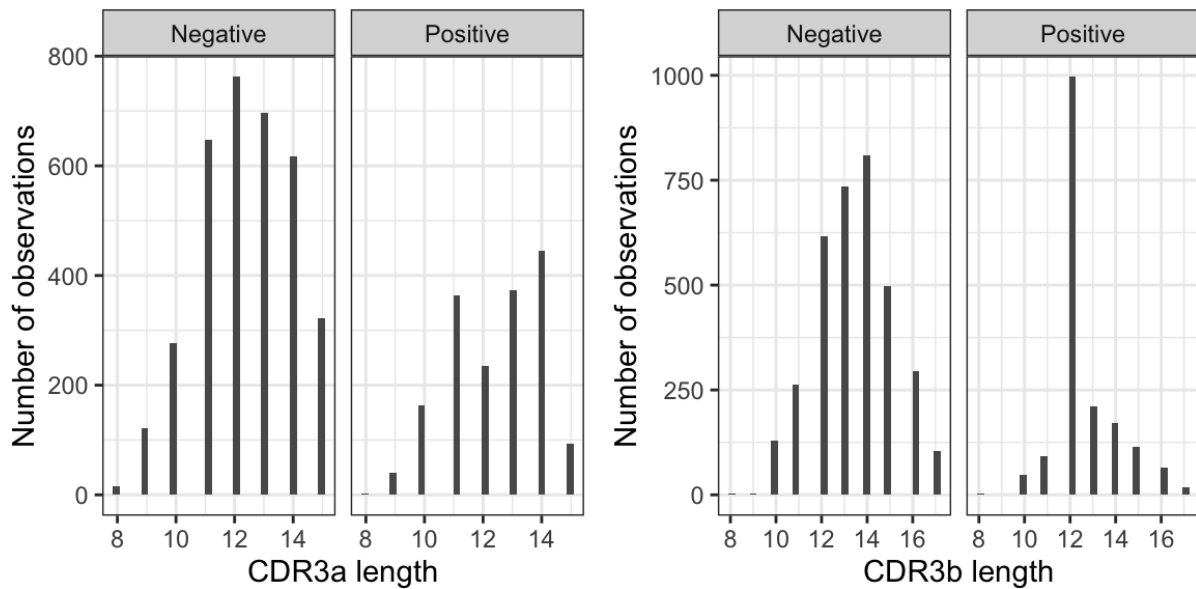 Negative Positive
800
600
400
200
0
8 10 12 14 8 10 12 14
Number of observations
CDR3a length
Negative Positive
1000
750
500
250
0
8 10 12 14 16 8 10 12 14 16
Number of observations
CDR3b length